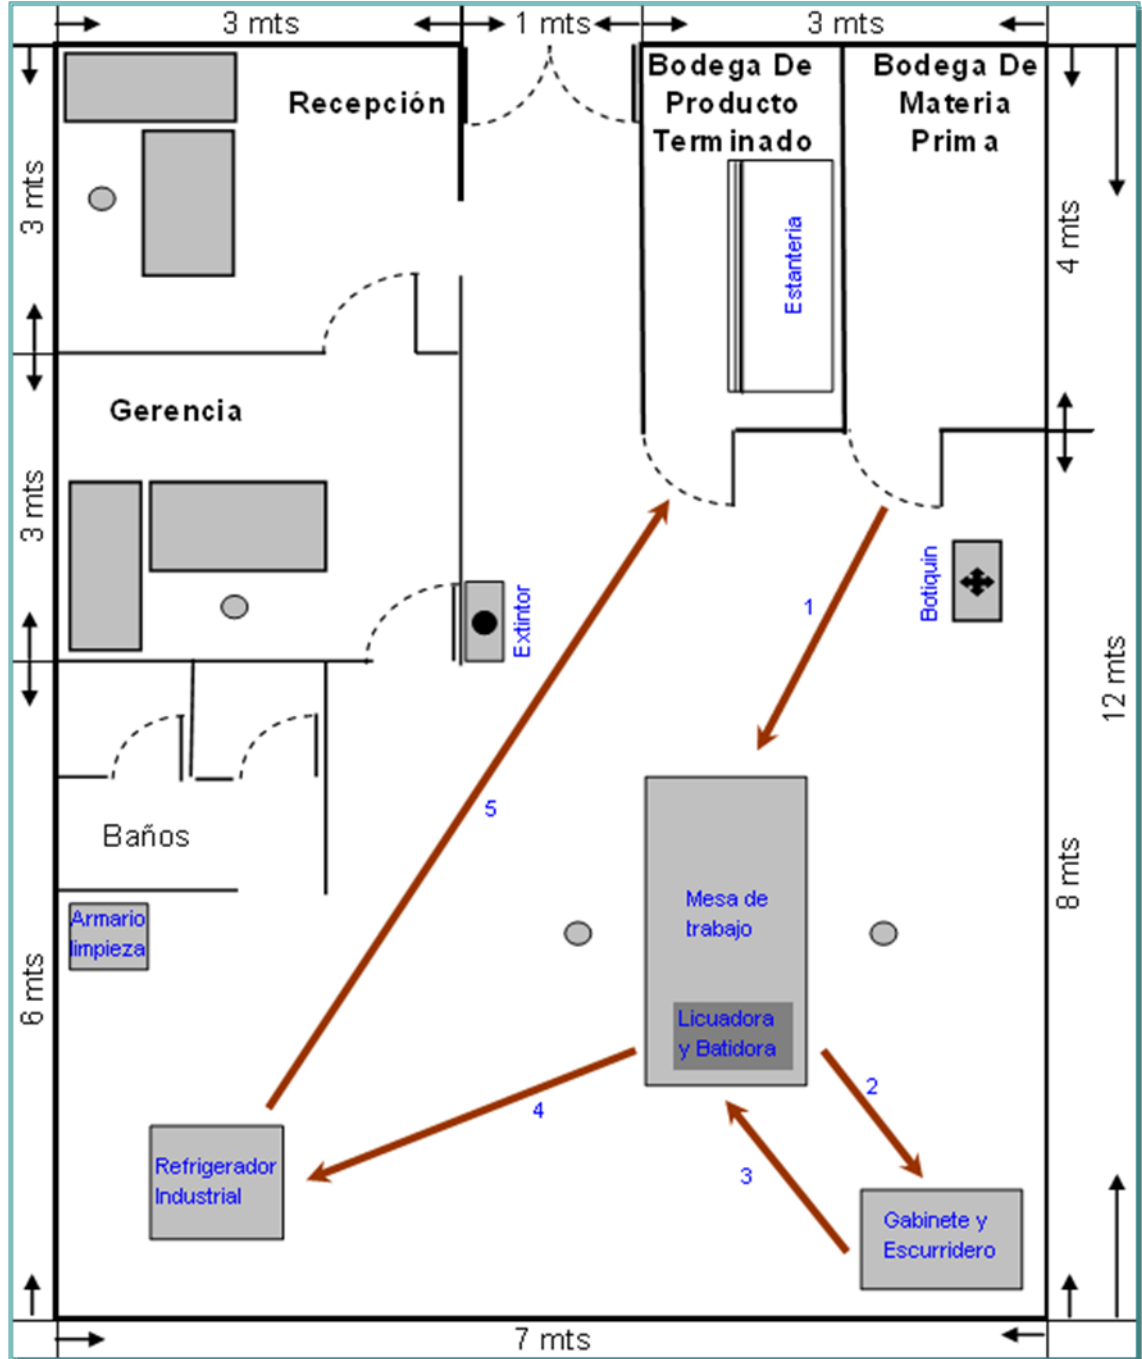 3 mts
1 mts
3 mts
Recepción
Bodega De
Producto
Terminado
Bodega De
Materia
Prima
3 mts
Estanteria
4 mts
Gerencia
3 mts
Extintor
Botiquin
1
12 mts
5
Baños
8 mts
Armario
limpieza
Mesa de
trabajo
6 mts
Licuadora
y Batidora
2
4
3
Refrigerador
Industrial
Gabinete y
Escurridero
7 mts